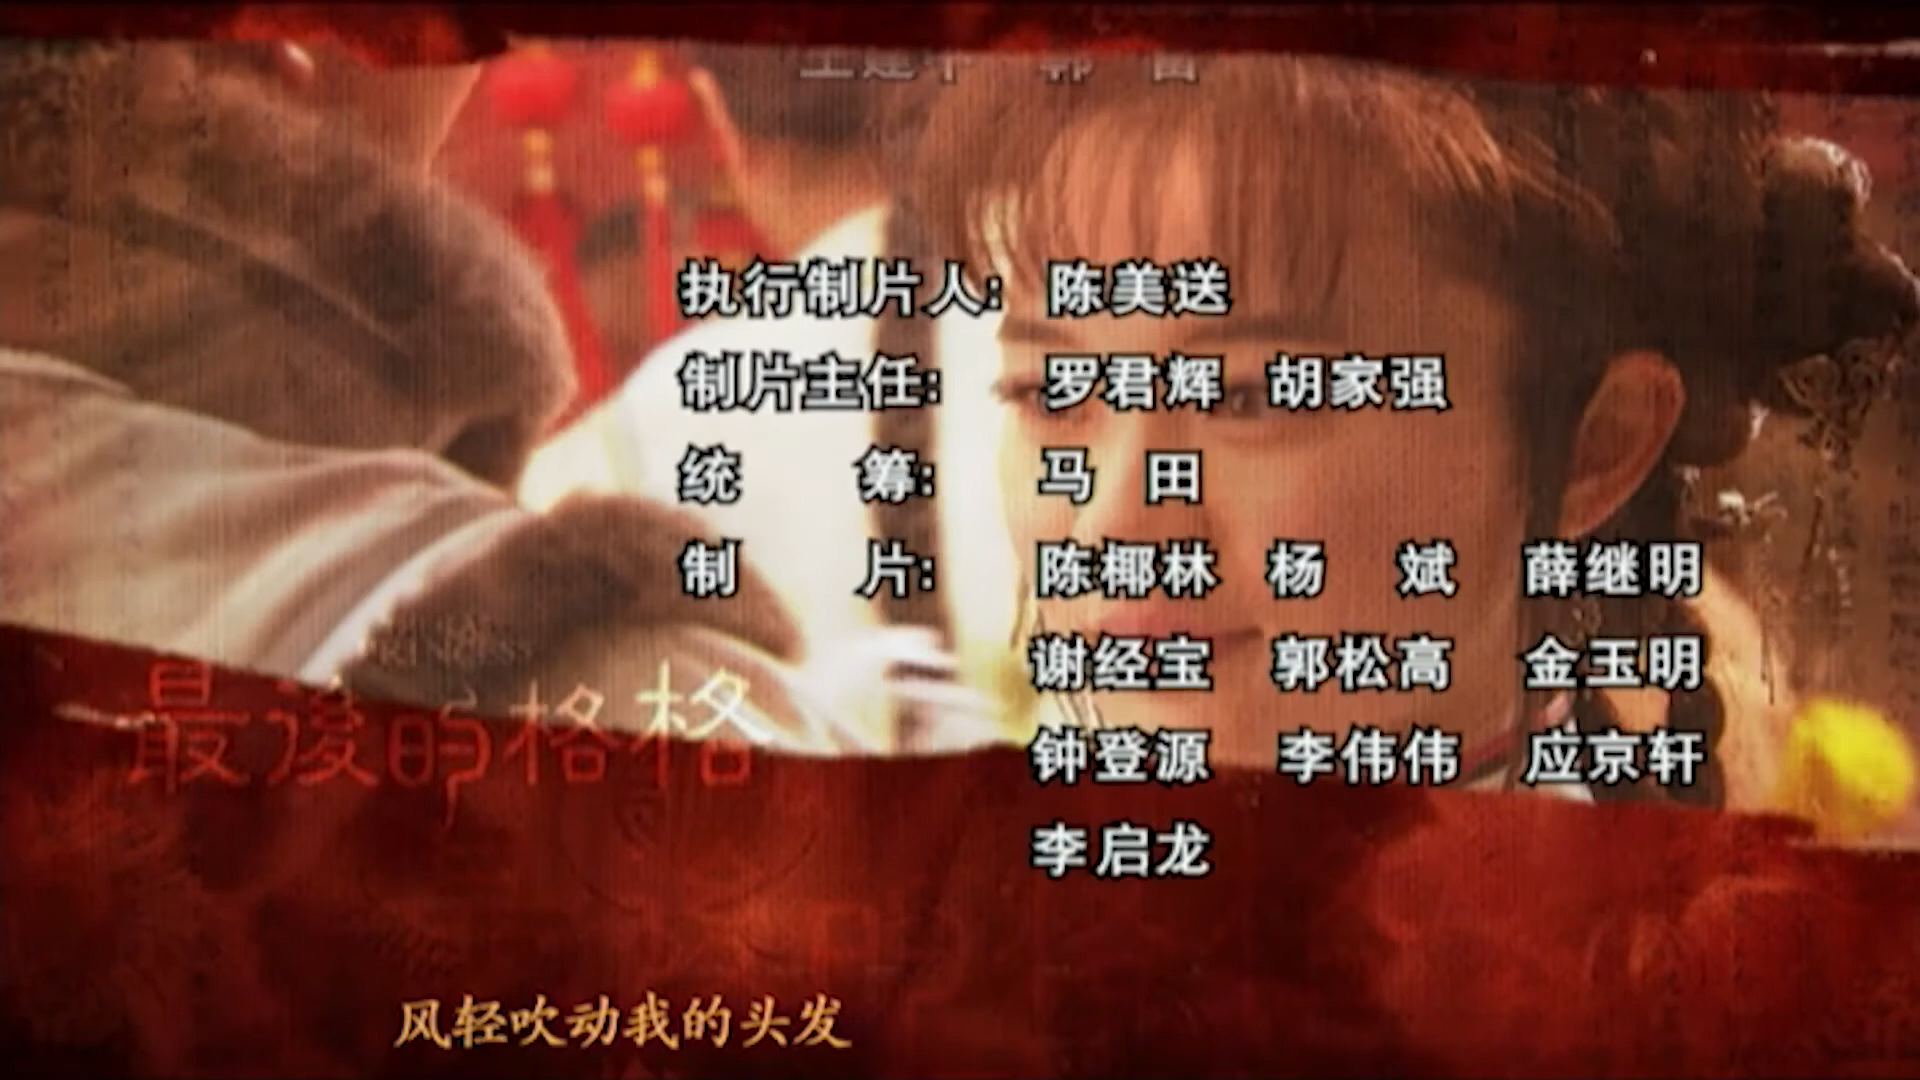 执行制片人: 陈美送
制片主任: 罗君辉 胡家强
统 筹: 马 田
制 片: 陈椰林 杨 斌 薛继明
谢经宝 郭松高 金玉明
钟登源 李伟伟 应京轩
李启龙
最後的格格
风轻吹动我的头发